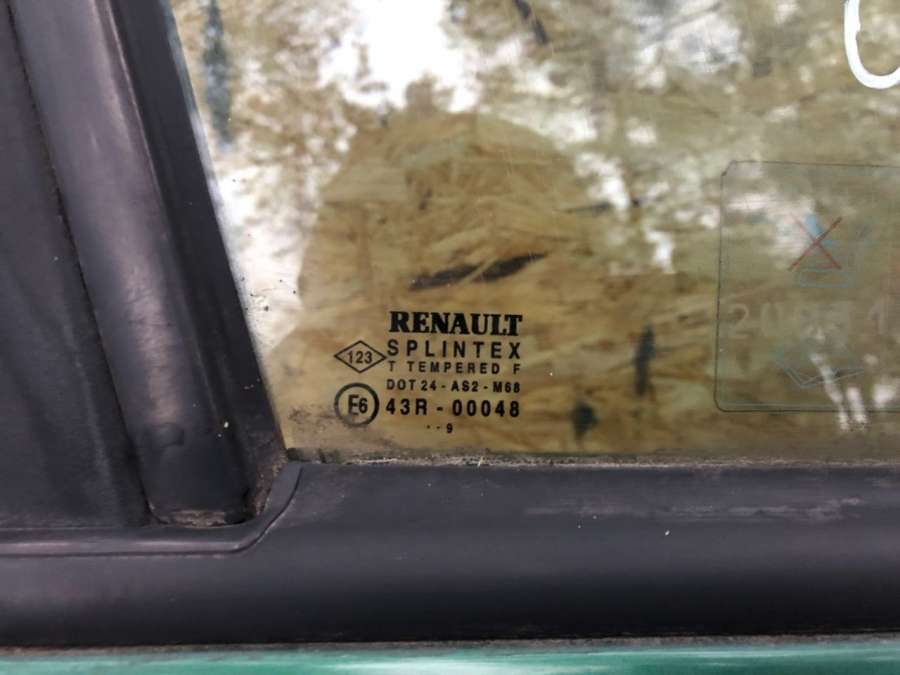 RENAULT
123 SPLINTEX
T TEMPERED F
DOT 24 - AS2 - M68
E6 43R - 00048
· · 9